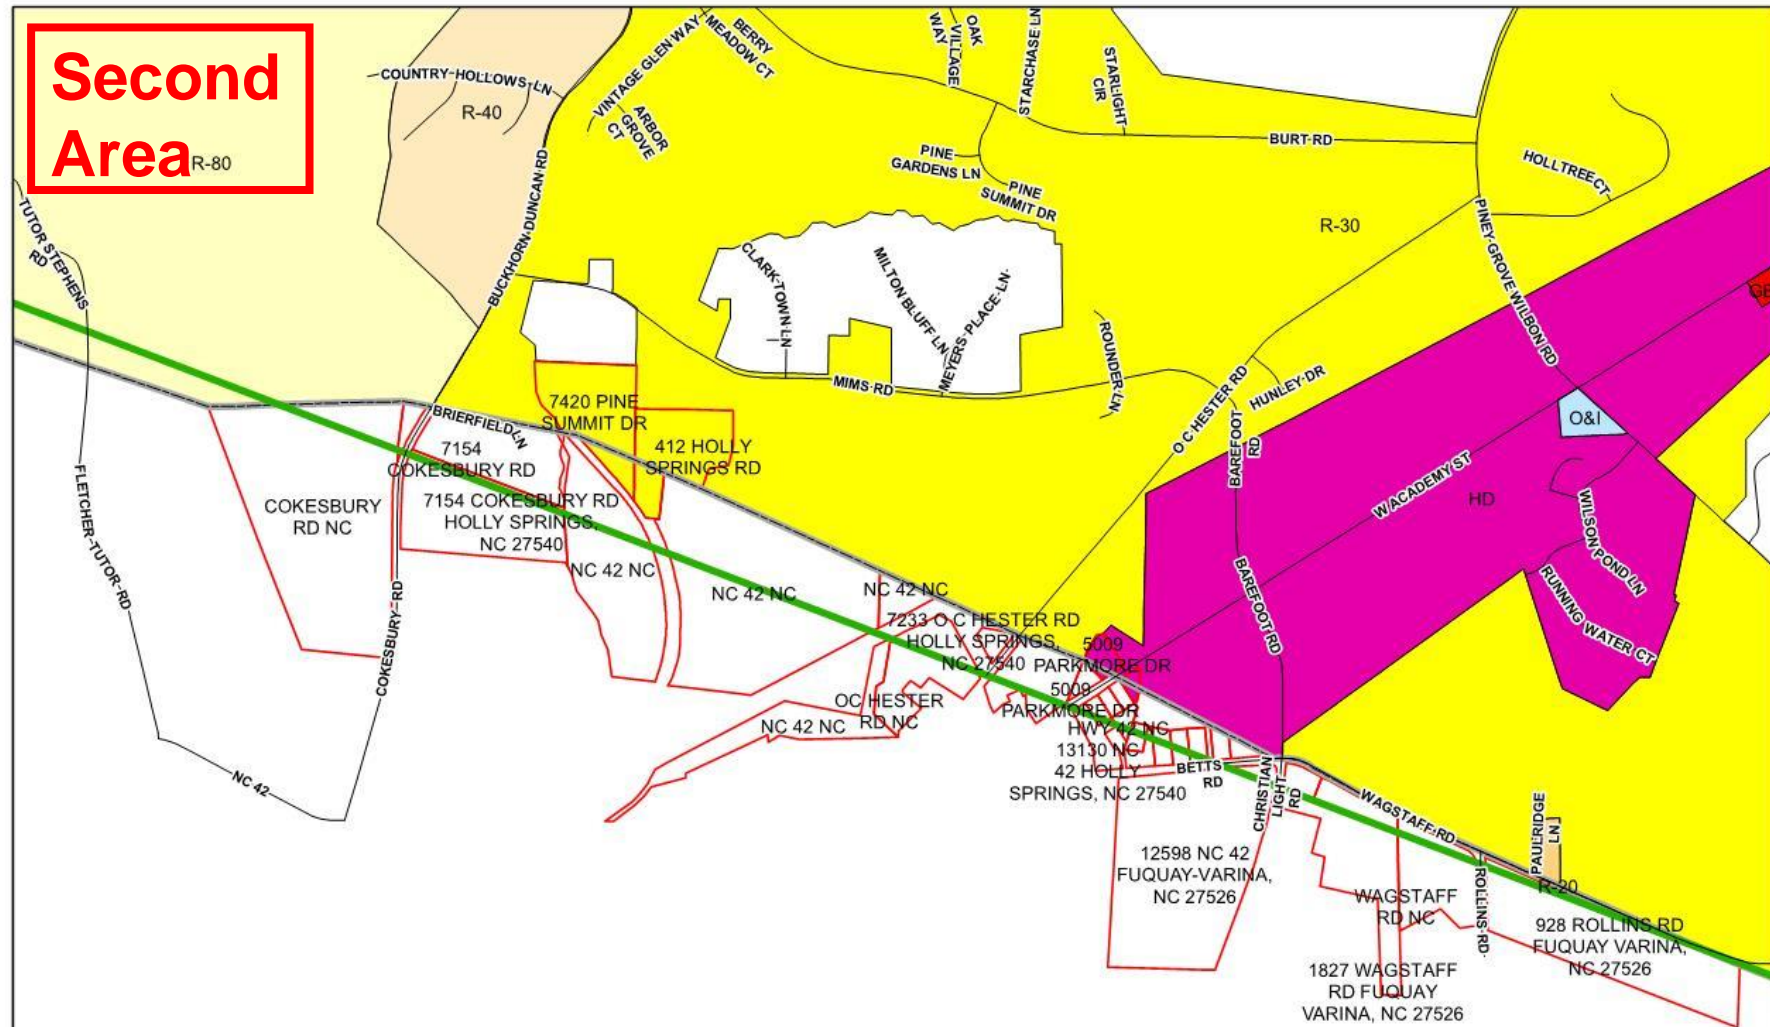 Second
Area
R-80
COUNTRY HOLLOWS LN
R-40
VINTAGE GLEN WAY
BERRY
MEADOW CT
ARBOR
GROVE
CT
OAK
VILLAGE
WAY
STARCHASE LN
STARLIGHT
CIR
BURT RD
PINE
GARDENS LN
PINE
SUMMIT DR
HOLLTREE CT
R-30
PINEY GROVE WILBON RD
TUTOR STEPHENS
RD
BUCKHORN DUNCAN RD
CLARK TOWN LN
MILTON BLUFF LN
MEYERS PLACE LN
ROUNDER LN
MIMS RD
O C HESTER RD
HUNLEY DR
BAREFOOT
RD
O&I
W ACADEMY ST
HD
WILSON POND LN
RUNNING WATER CT
BAREFOOT RD
BRIERFIELD LN
7420 PINE
SUMMIT DR
412 HOLLY
SPRINGS RD
7154
COKESBURY RD
7154 COKESBURY RD
HOLLY SPRINGS,
NC 27540
COKESBURY
RD NC
FLETCHER TUTOR RD
COKESBURY RD
NC 42
NC 42 NC
NC 42 NC
NC 42 NC
7233 O C HESTER RD
HOLLY SPRINGS,
NC 27540
5009
PARKMORE DR
5009
PARKMORE DR
OC HESTER
RD NC
NC 42 NC
HWY 42 NC
13130 NC
42 HOLLY
SPRINGS, NC 27540
BETTS
RD
CHRISTIAN
LIGHT
RD
WAGSTAFF RD
PAULRIDGE
LN
R-20
ROLLINS RD
12598 NC 42
FUQUAY-VARINA,
NC 27526
WAGSTAFF
RD NC
928 ROLLINS RD
FUQUAY VARINA,
NC 27526
1827 WAGSTAFF
RD FUQUAY
VARINA, NC 27526